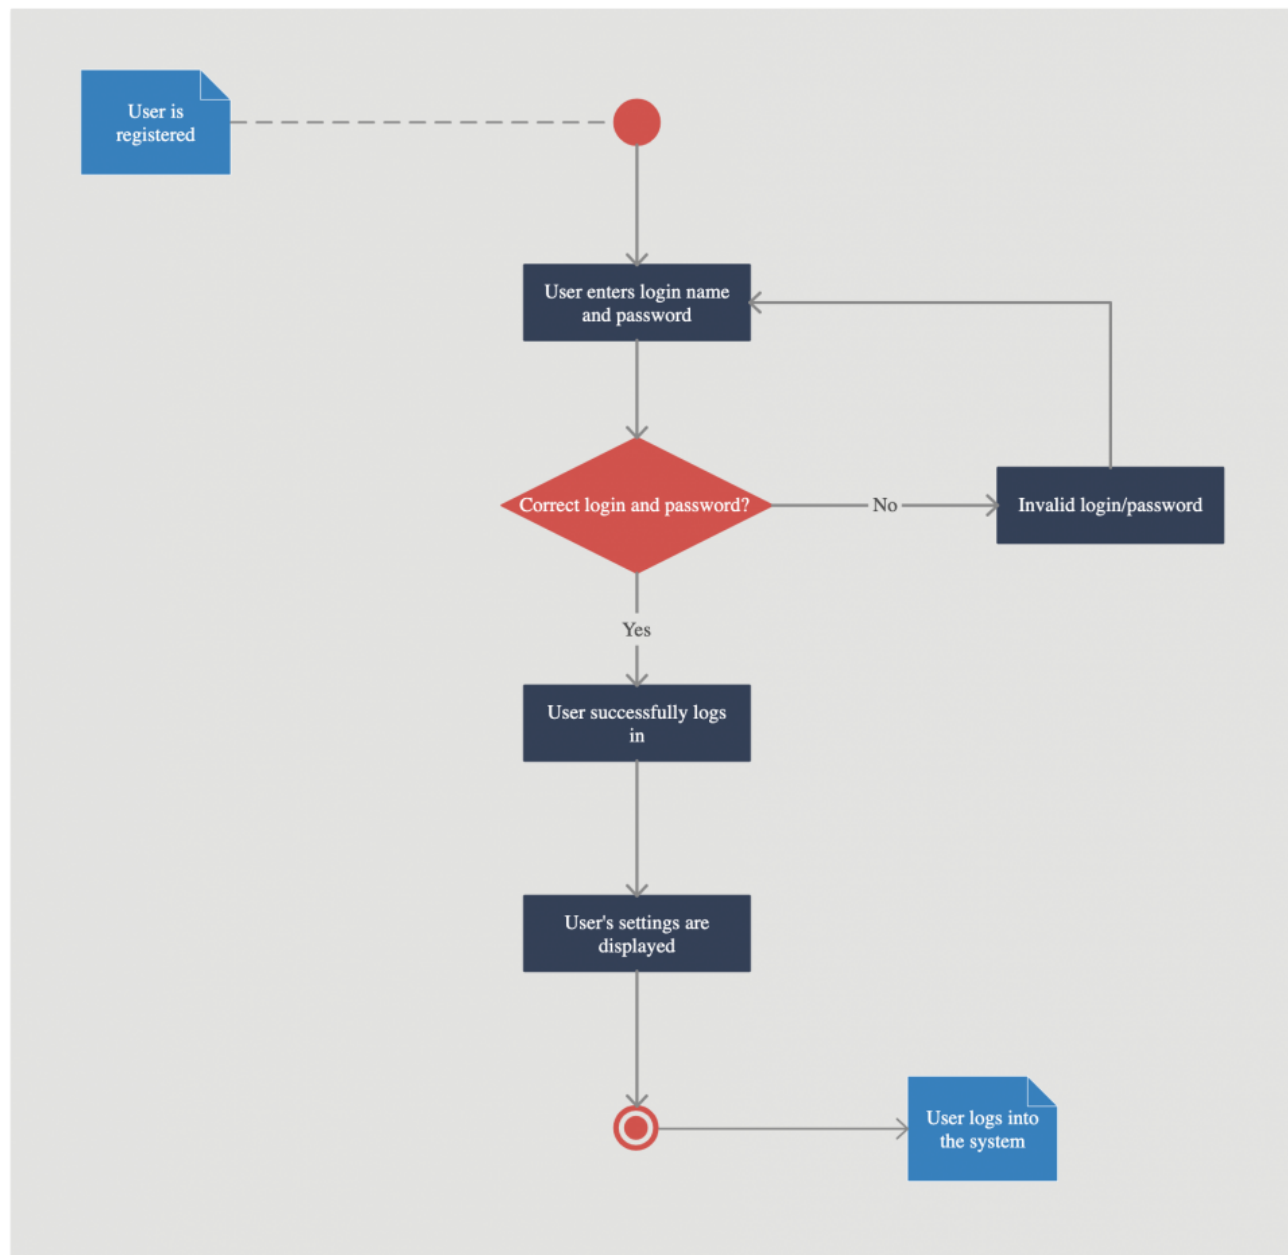 User is
registered
User enters login name
and password
Correct login and password?
No
Invalid login/password
Yes
User successfully logs
in
User's settings are
displayed
User logs into
the system